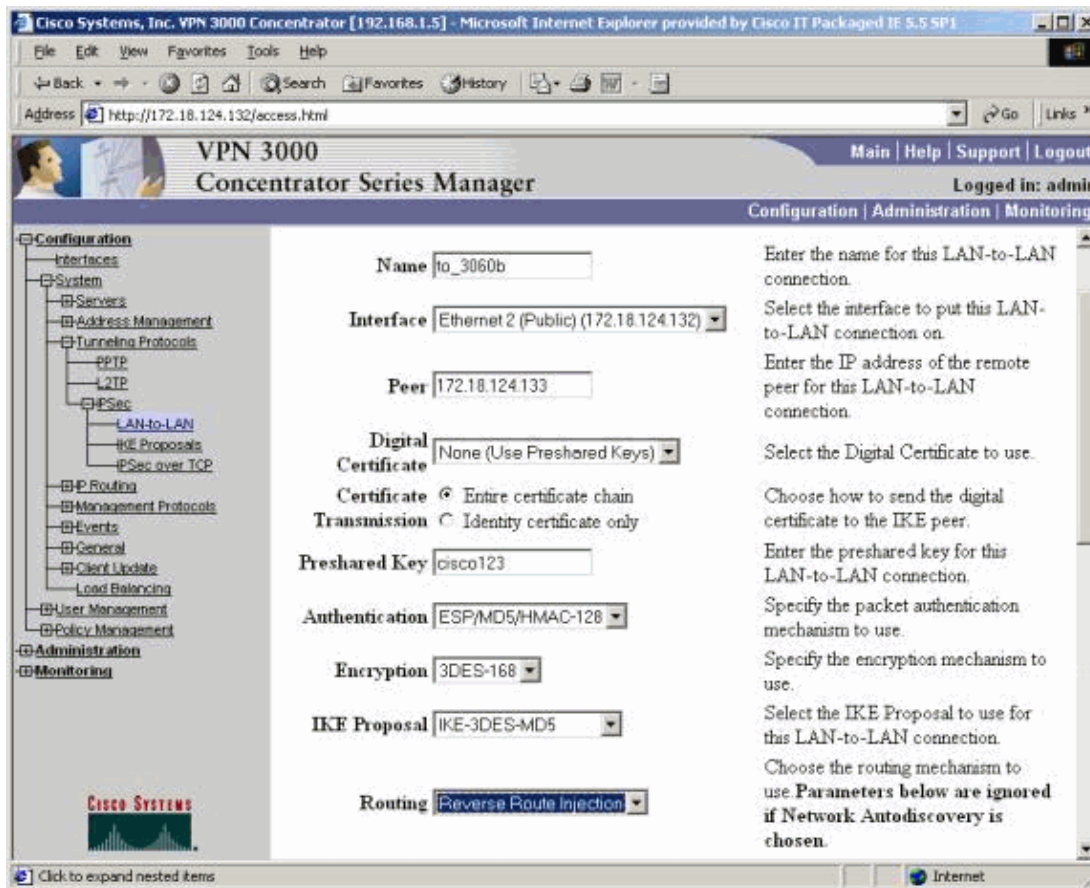 Cisco Systems, Inc. VPN 3000 Concentrator [192.168.1.5] - Microsoft Internet Explorer provided by Cisco IT Packaged IE 5.5 SP1
File Edit View Favorites Tools Help
Back Search Favorites History
Address http://172.18.124.132/access.html Go Links
VPN 3000
Concentrator Series Manager
Main | Help | Support | Logout
Logged in: admin
Configuration | Administration | Monitoring
Configuration
Interfaces
System
Servers
Address Management
Tunneling Protocols
PPTP
L2TP
IPSec
LAN-to-LAN
IKE Proposals
IPSec over TCP
IP Routing
Management Protocols
Events
General
Client Update
Load Balancing
User Management
Policy Management
Administration
Monitoring
CISCO SYSTEMS
Name to_3060b
Enter the name for this LAN-to-LAN
connection.
Interface Ethernet 2 (Public) (172.18.124.132)
Select the interface to put this LAN-
to-LAN connection on.
Peer 172.18.124.133
Enter the IP address of the remote
peer for this LAN-to-LAN
connection.
Digital
Certificate
None (Use Preshared Keys)
Select the Digital Certificate to use.
Certificate
Transmission
Entire certificate chain
Identity certificate only
Choose how to send the digital
certificate to the IKE peer.
Preshared Key cisco123
Enter the preshared key for this
LAN-to-LAN connection.
Authentication ESP/MD5/HMAC-128
Specify the packet authentication
mechanism to use.
Encryption 3DES-168
Specify the encryption mechanism to
use.
IKE Proposal IKE-3DES-MD5
Select the IKE Proposal to use for
this LAN-to-LAN connection.
Routing Reverse Route Injection
Choose the routing mechanism to
use.Parameters below are ignored
if Network Autodiscovery is
chosen.
Click to expand nested items
Internet